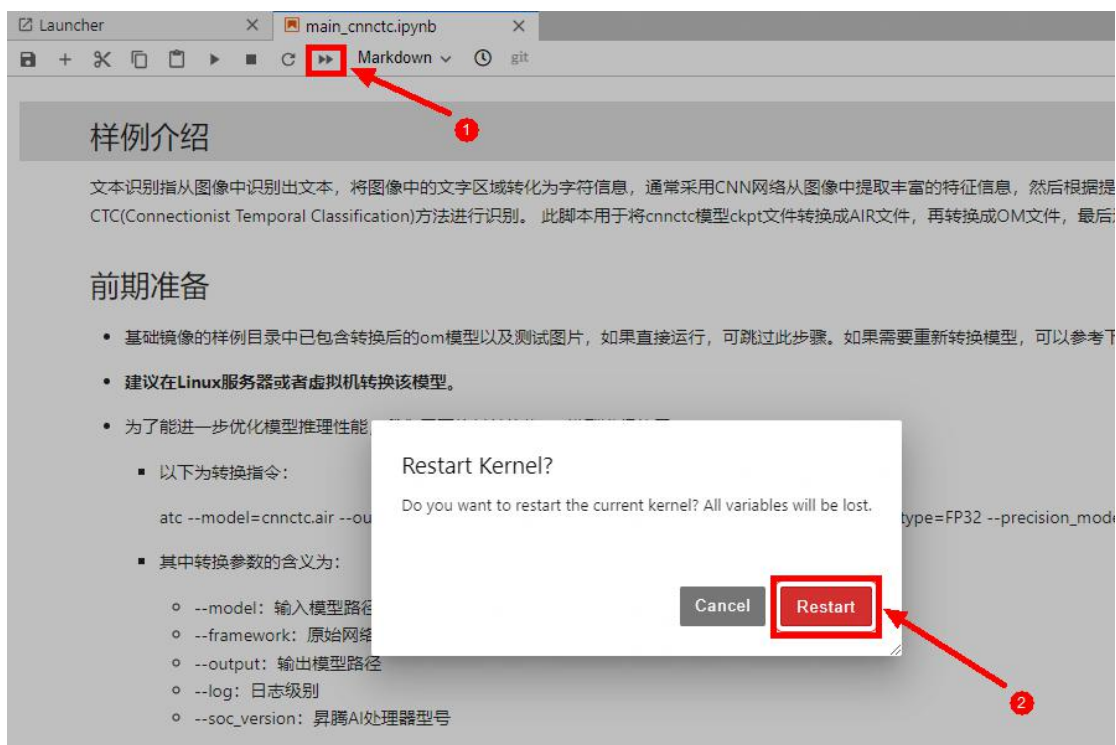 Launcher
main_cnnctc.ipynb
Markdown
git
1
样例介绍
文本识别指从图像中识别出文本，将图像中的文字区域转化为字符信息，通常采用CNN网络从图像中提取丰富的特征信息，然后根据提
CTC(Connectionist Temporal Classification)方法进行识别。 此脚本用于将cnnctc模型ckpt文件转换成AIR文件，再转换成OM文件，最后
前期准备
• 基础镜像的样例目录中已包含转换后的om模型以及测试图片，如果直接运行，可跳过此步骤。如果需要重新转换模型，可以参考
• 建议在Linux服务器或者虚拟机转换该模型。
• 为了能进一步优化模型推理性能，
Restart Kernel?
▪ 以下为转换指令：
Do you want to restart the current kernel? All variables will be lost.
atc --model=cnnctc.air --ou type=FP32 --precision_mod
▪ 其中转换参数的含义为：
Cancel
Restart
○ --model：输入模型路径
○ --framework：原始网络
○ --output：输出模型路径
○ --log：日志级别
○ --soc_version：昇腾AI处理器型号
2